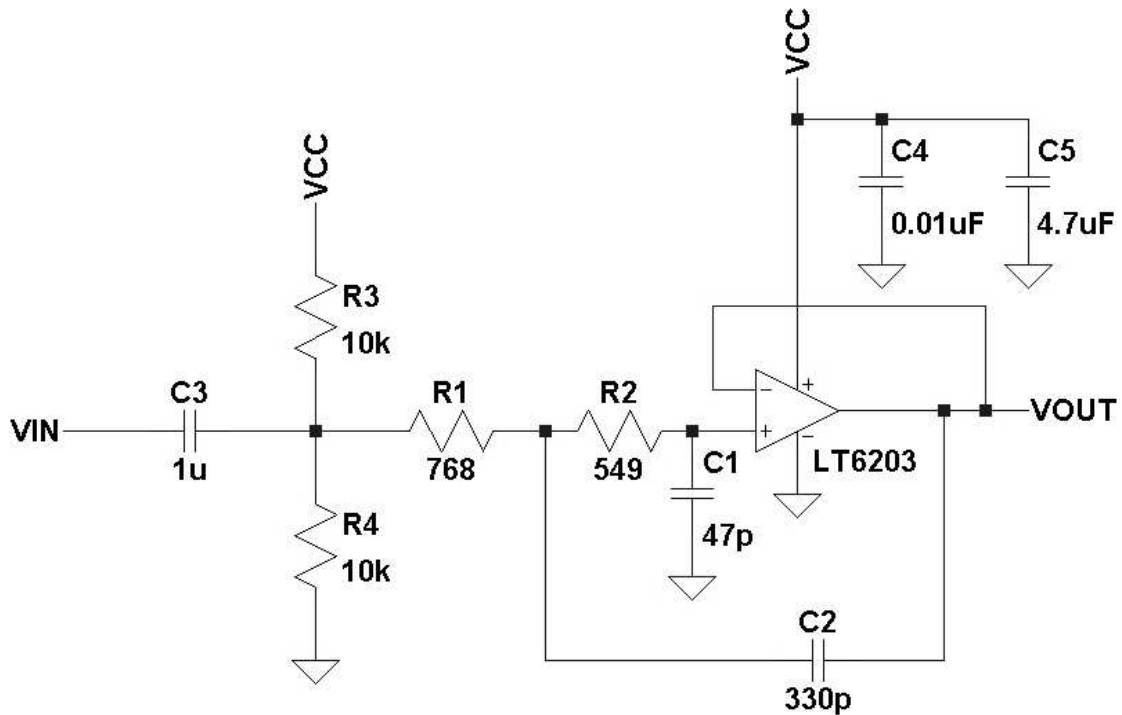 VCC
VCC
C4
0.01uF
C5
4.7uF
R3
10k
C3
1u
VIN
R1
768
R2
549
C1
47p
−
+
+
−
LT6203
VOUT
R4
10k
C2
330p